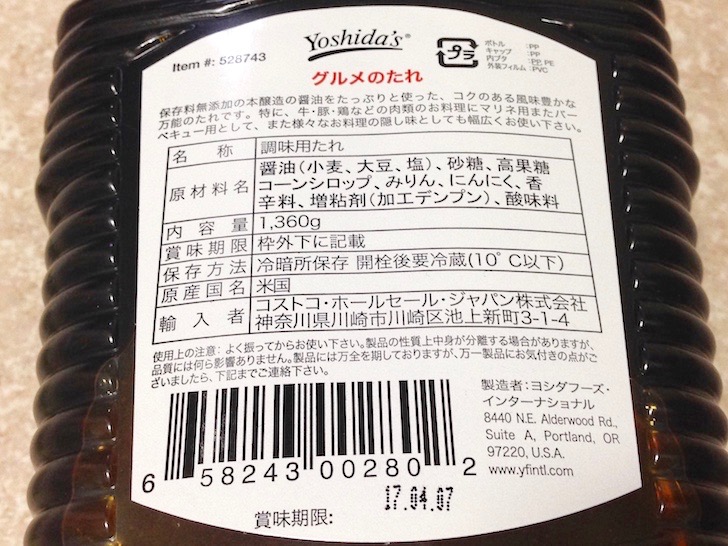 Item #: 528743
Yoshida's®
プラ
ボトル :PP
キャップ :PP
内ブタ :PP, PE
外装フィルム :PVC
グルメのたれ
保存料無添加の本醸造の醤油をたっぷりと使った、コクのある風味豊かな
万能のたれです。特に、牛・豚・鶏などの肉類のお料理にマリネ用またバー
ベキュー用として、また様々なお料理の隠し味としても幅広くお使い下さい。
名称 調味用たれ
原材料名 醤油(小麦、大豆、塩)、砂糖、高果糖
コーンシロップ、みりん、にんにく、香
辛料、増粘剤(加工デンプン)、酸味料
内容量 1,360g
賞味期限 枠外下に記載
保存方法 冷暗所保存 開栓後要冷蔵(10°C以下)
原産国名 米国
輸入者 コストコ・ホールセール・ジャパン株式会社
神奈川県川崎市川崎区池上新町3-1-4
使用上の注意:よく振ってからお使い下さい。製品の性質上中身が分離する場合がありますが、
品質には何ら影響ありません。製品には万全を期しておりますが、万一製品にお気付きの点がご
ざいましたら、下記までご連絡下さい。
製造者:ヨシダフーズ・
インターナショナル
8440 N.E. Alderwood Rd.,
Suite A, Portland, OR
97220, U.S.A.
www.yfintl.com
6 58243 00280 2
17.04.07
賞味期限: